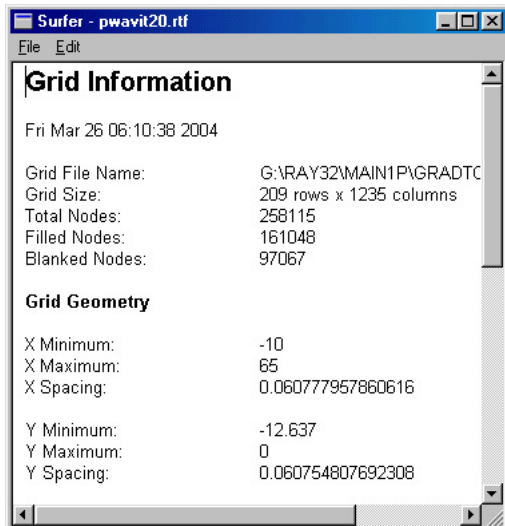 Surfer - pwavit20.rtf
File Edit
Grid Information
Fri Mar 26 06:10:38 2004
Grid File Name: G:\RAY32\MAIN1P\GRADTC
Grid Size: 209 rows x 1235 columns
Total Nodes: 258115
Filled Nodes: 161048
Blanked Nodes: 97067
Grid Geometry
X Minimum: -10
X Maximum: 65
X Spacing: 0.060777957860616
Y Minimum: -12.637
Y Maximum: 0
Y Spacing: 0.060754807692308